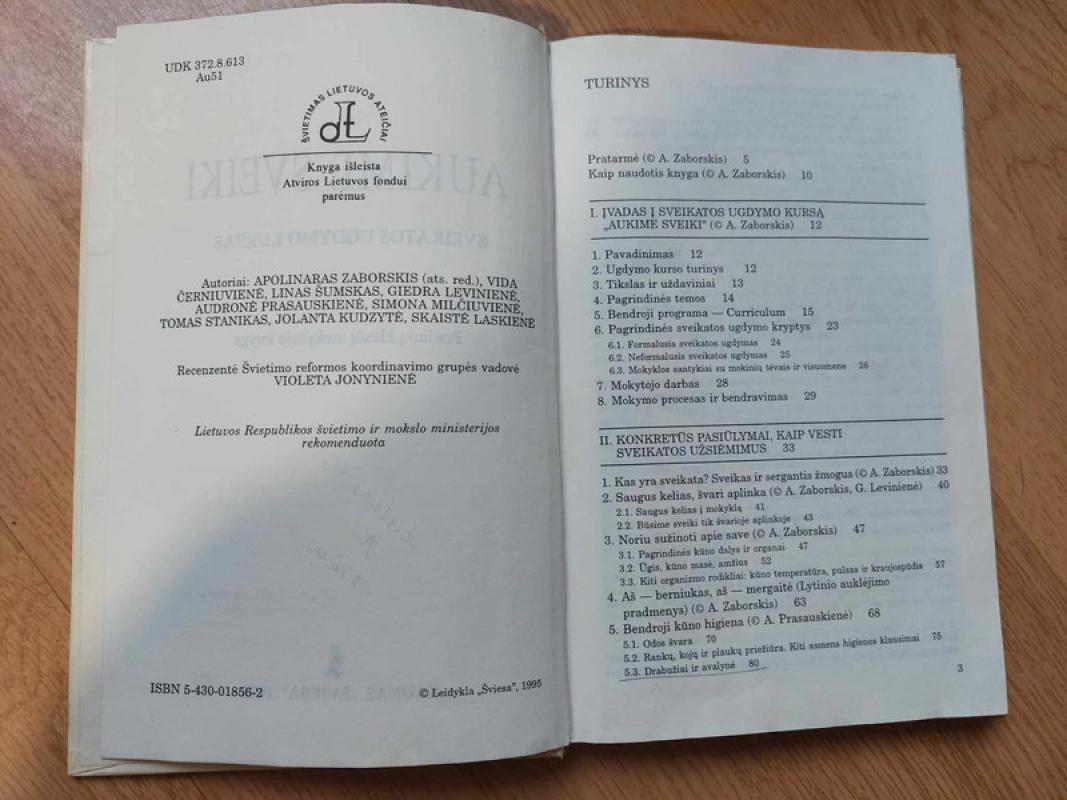 UDK 372.8.613
Au51
ŠVIETIMAS LIETUVOS ATEIČIAI
Knyga išleista
Atviros Lietuvos fondui
parėmus
Autoriai: APOLINARAS ZABORSKIS (ats. red.), VIDA
ČERNIUVIENĖ, LINAS ŠUMSKAS, GIEDRA LEVINIENĖ,
AUDRONĖ PRASAUSKIENĖ, SIMONA MILČIUVIENĖ,
TOMAS STANIKAS, JOLANTA KUDZYTĖ, SKAISTĖ LASKIENĖ
Recenzentė Švietimo reformos koordinavimo grupės vadovė
VIOLETA JONYNIENĖ
Lietuvos Respublikos švietimo ir mokslo ministerijos
rekomenduota
ISBN 5-430-01856-2
© Leidykla „Šviesa", 1995
TURINYS
Pratarmė (© A. Zaborskis) 5
Kaip naudotis knyga (© A. Zaborskis) 10
I. ĮVADAS Į SVEIKATOS UGDYMO KURSĄ
„AUKIME SVEIKI" (© A. Zaborskis) 12
1. Pavadinimas 12
2. Ugdymo kurso turinys 12
3. Tikslas ir uždaviniai 13
4. Pagrindinės temos 14
5. Bendroji programa — Curriculum 15
6. Pagrindinės sveikatos ugdymo kryptys 23
6.1. Formalusis sveikatos ugdymas 24
6.2. Neformalusis sveikatos ugdymas 25
6.3. Mokyklos santykiai su mokinių tėvais ir visuomene 26
7. Mokytojo darbas 28
8. Mokymo procesas ir bendravimas 29
II. KONKRETŪS PASIŪLYMAI, KAIP VESTI
SVEIKATOS UŽSIĖMIMUS 33
1. Kas yra sveikata? Sveikas ir sergantis žmogus (© A. Zaborskis) 33
2. Saugus kelias, švari aplinka (© A. Zaborskis, G. Levinienė) 40
2.1. Saugus kelias į mokyklą 41
2.2. Būsime sveiki tik švarioje aplinkoje 43
3. Noriu sužinoti apie save (© A. Zaborskis) 47
3.1. Pagrindinės kūno dalys ir organai 47
3.2. Ūgis, kūno masė, amžius 52
3.3. Kiti organizmo rodikliai: kūno temperatūra, pulsas ir kraujospūdis 57
4. Aš — berniukas, aš — mergaitė (Lytinio auklėjimo
pradmenys) (© A. Zaborskis) 63
5. Bendroji kūno higiena (© A. Prasauskienė) 68
5.1. Odos švara 70
5.2. Rankų, kojų ir plaukų priežiūra. Kiti asmens higienos klausimai 75
5.3. Drabužiai ir avalynė 80
3